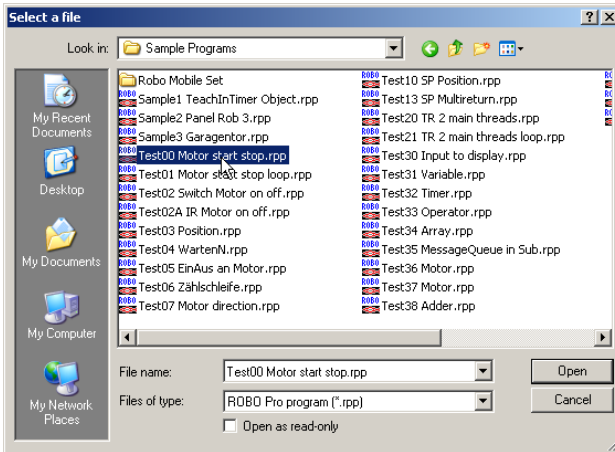 Select a file
Look in: Sample Programs
My Recent
Documents
Desktop
My Documents
My Computer
My Network
Places
Robo Mobile Set
Sample1 TeachInTimer Object.rpp
Sample2 Panel Rob 3.rpp
Sample3 Garagentor.rpp
Test00 Motor start stop.rpp
Test01 Motor start stop loop.rpp
Test02 Switch Motor on off.rpp
Test02A IR Motor on off.rpp
Test03 Position.rpp
Test04 WartenN.rpp
Test05 EinAus an Motor.rpp
Test06 Zählschleife.rpp
Test07 Motor direction.rpp
Test10 SP Position.rpp
Test13 SP Multireturn.rpp
Test20 TR 2 main threads.rpp
Test21 TR 2 main threads loop.rpp
Test30 Input to display.rpp
Test31 Variable.rpp
Test32 Timer.rpp
Test33 Operator.rpp
Test34 Array.rpp
Test35 MessageQueue in Sub.rpp
Test36 Motor.rpp
Test37 Motor.rpp
Test38 Adder.rpp
File name: Test00 Motor start stop.rpp Open
Files of type: ROBO Pro program (*.rpp) Cancel
Open as read-only